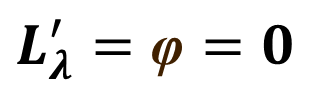 L′λ = φ = 0